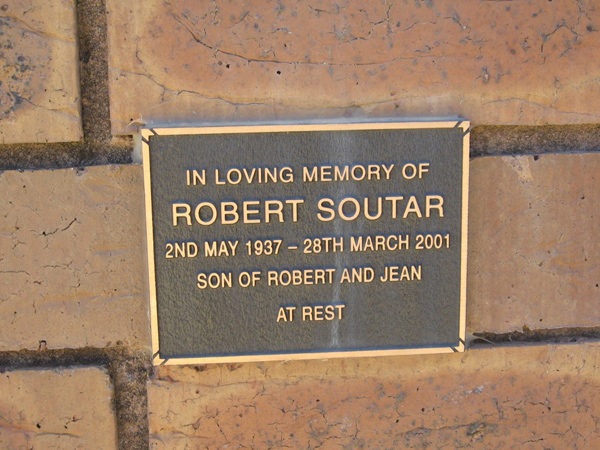 IN LOVING MEMORY OF
ROBERT SOUTAR
2ND MAY 1937 – 28TH MARCH 2001
SON OF ROBERT AND JEAN
AT REST